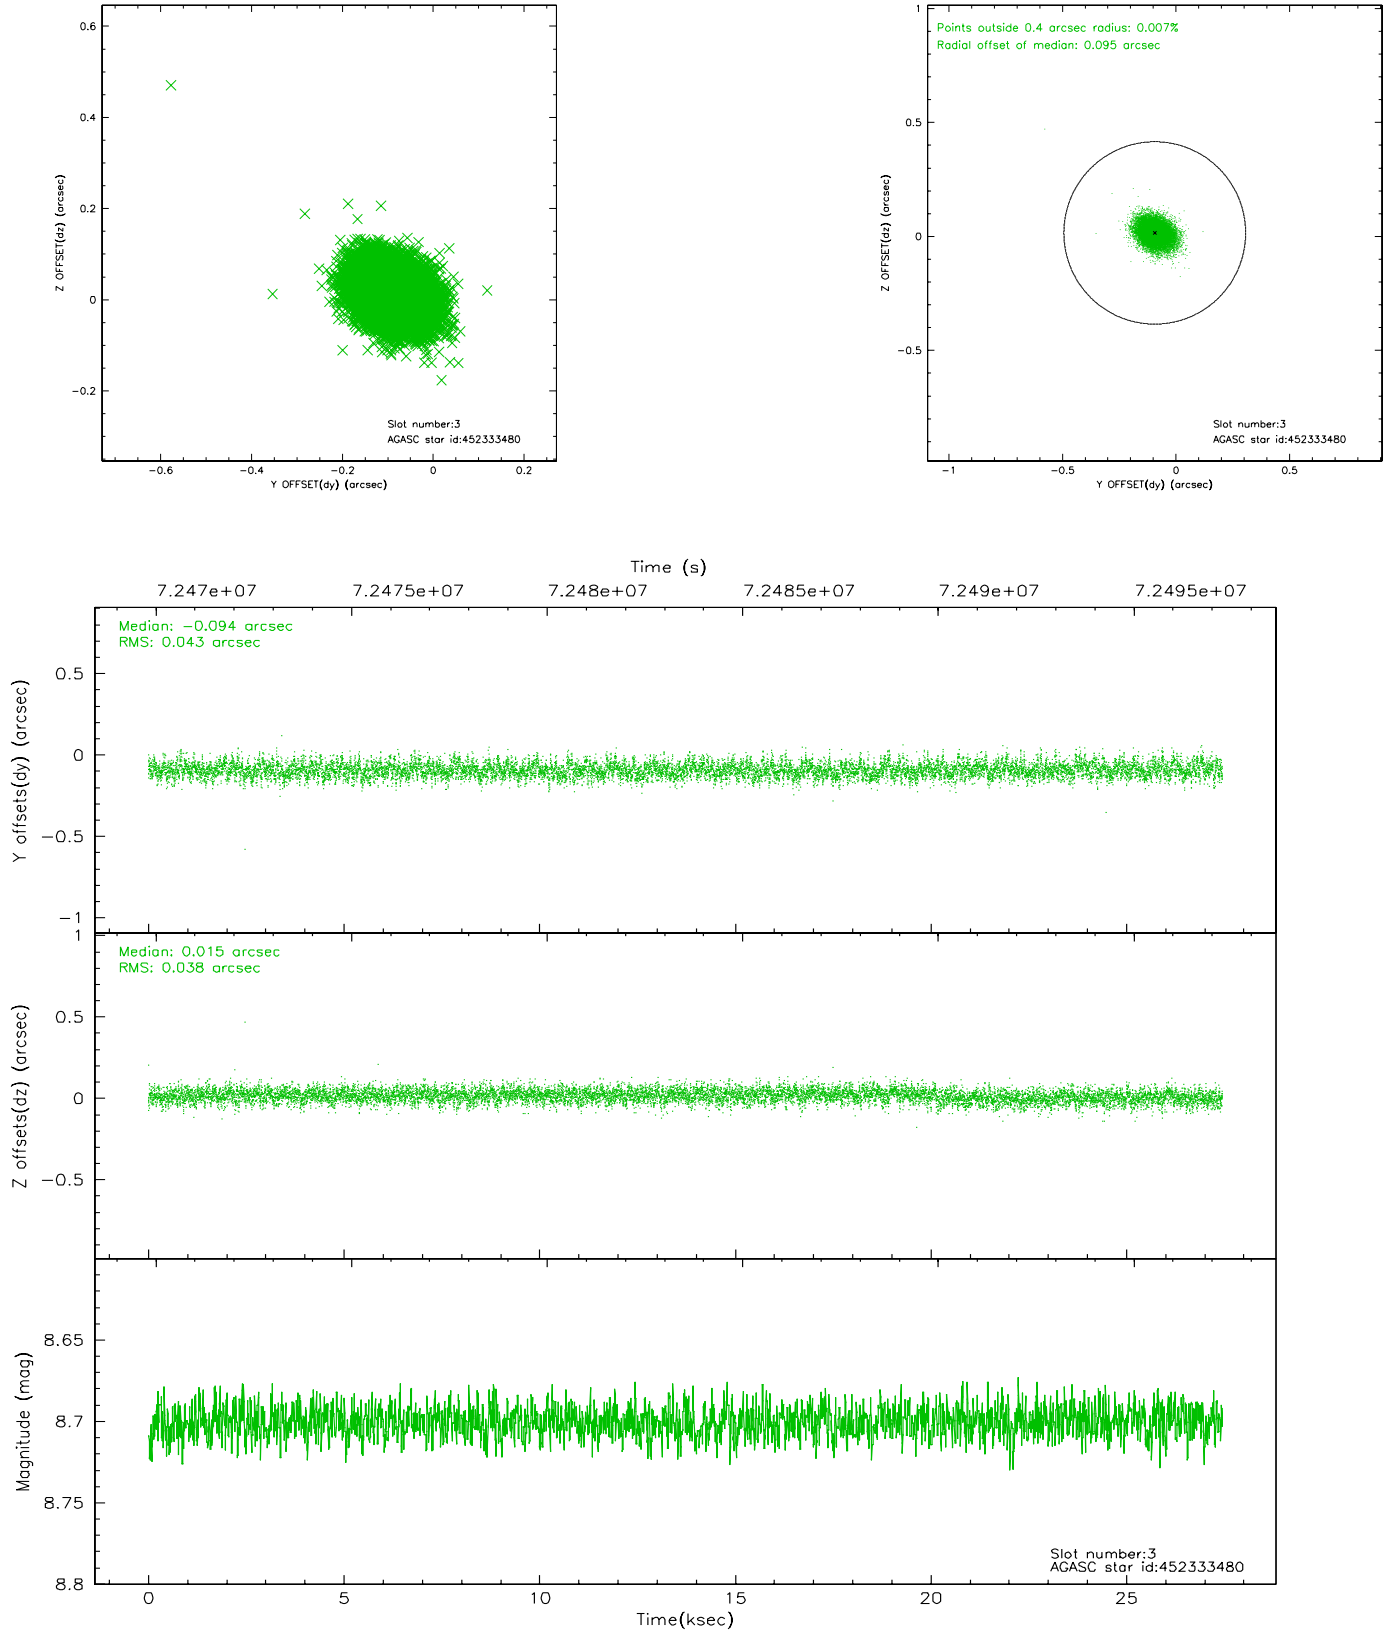 0.6
0.4
0.2
0
−0.2
Z OFFSET(dz) (arcsec)
Slot number:3
AGASC star id:452333480
−0.6 −0.4 −0.2 0 0.2
Y OFFSET(dy) (arcsec)
Points outside 0.4 arcsec radius: 0.007%
Radial offset of median: 0.095 arcsec
1
0.5
0
−0.5
Z OFFSET(dz) (arcsec)
Slot number:3
AGASC star id:452333480
−1 −0.5 0 0.5
Y OFFSET(dy) (arcsec)
Time (s)
7.247e+07 7.2475e+07 7.248e+07 7.2485e+07 7.249e+07 7.2495e+07
Median: −0.094 arcsec
RMS: 0.043 arcsec
0.5
0
−0.5
−1
Y offsets(dy) (arcsec)
Median: 0.015 arcsec
RMS: 0.038 arcsec
1
0.5
0
−0.5
Z offsets(dz) (arcsec)
8.65
8.7
8.75
8.8
Magnitude (mag)
Slot number:3
AGASC star id:452333480
0 5 10 15 20 25
Time(ksec)